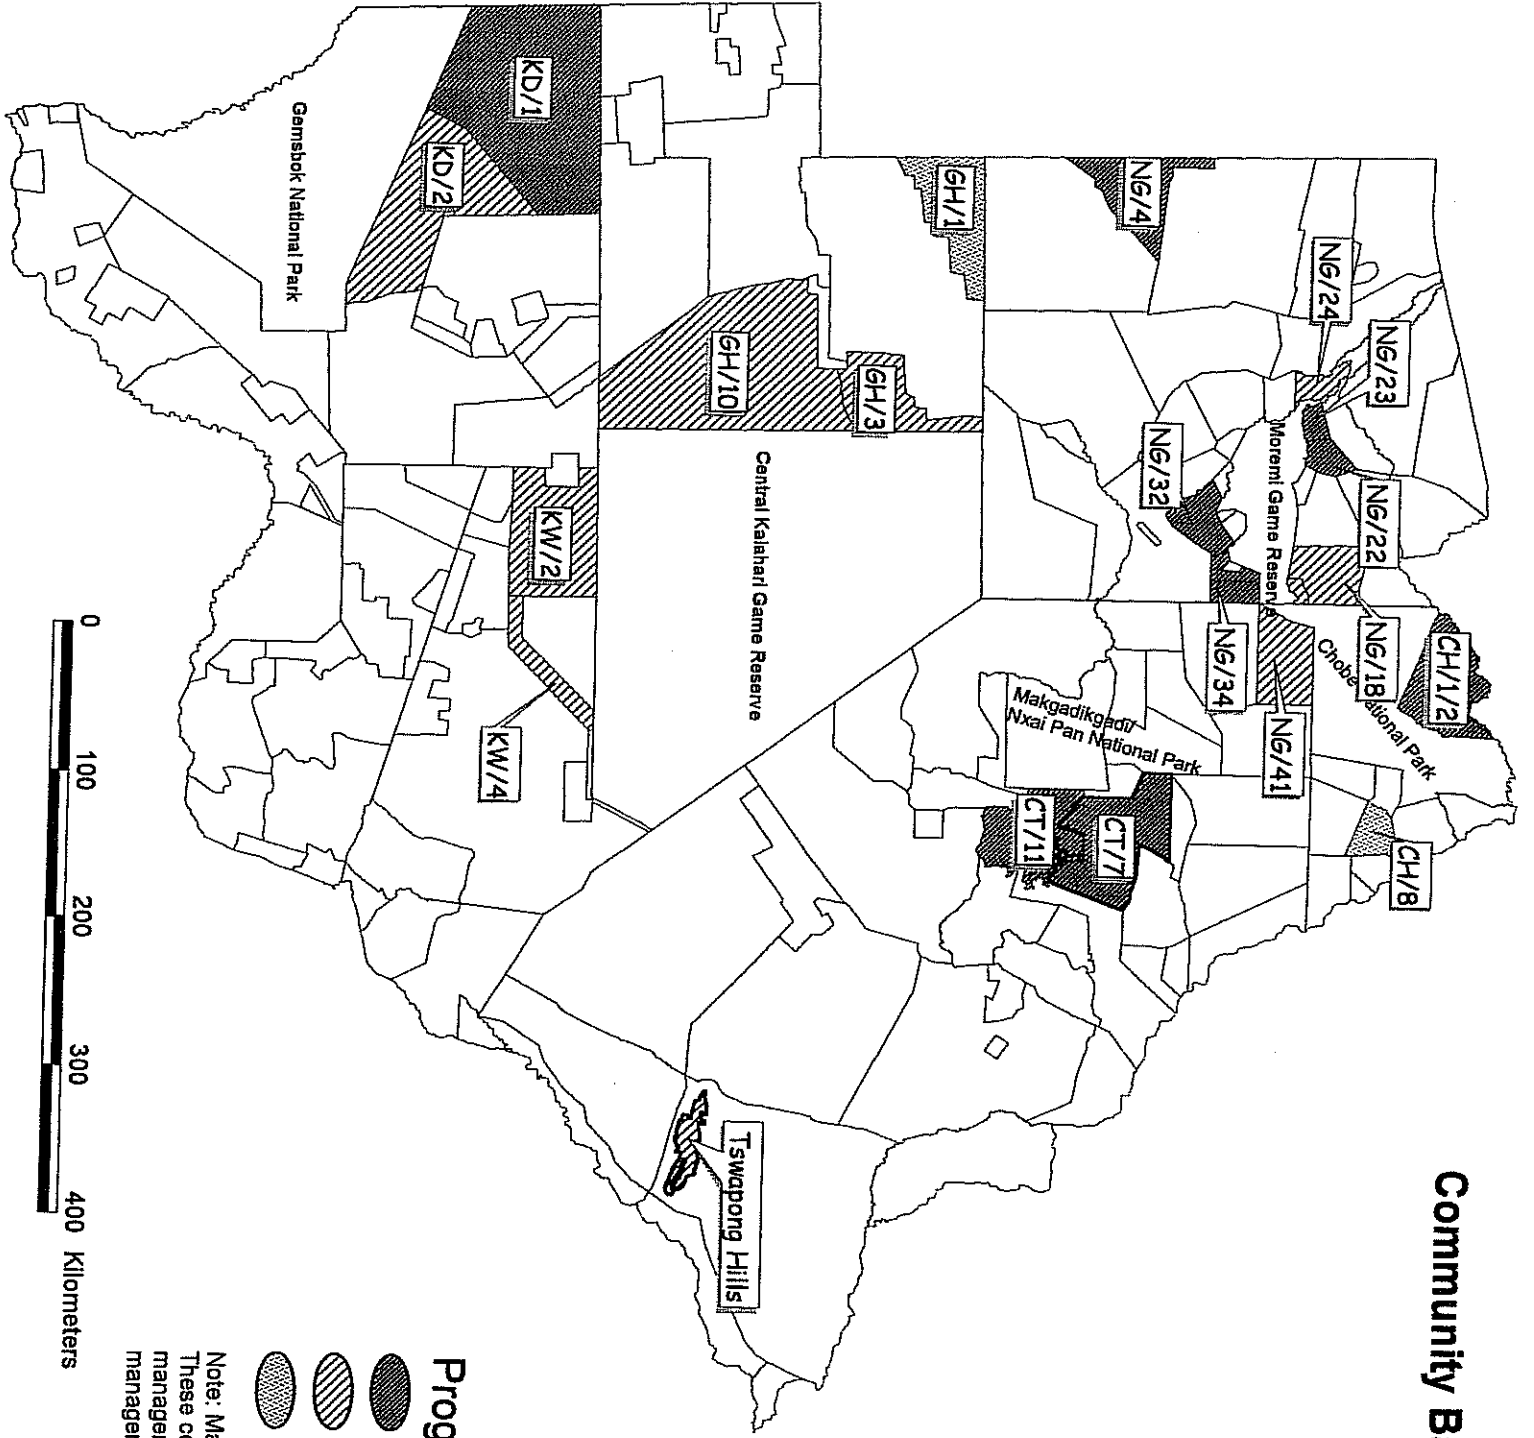 Community B
CH/1/2
CH/8
NG/23
NG/22
NG/18
Chobe National Park
NG/24
Moremi Game Reserve
NG/41
NG/34
NG/32
NG/4
CT/7
Makgadikgadi/
Nxai Pan National Park
CT/11
GH/1
GH/3
Central Kalahari Game Reserve
GH/10
Tswapong Hills
KW/2
KD/1
KW/4
KD/2
Gemsbok National Park
Prog
Note: Ma
These co
manager
manager
0 100 200 300 400 Kilometers